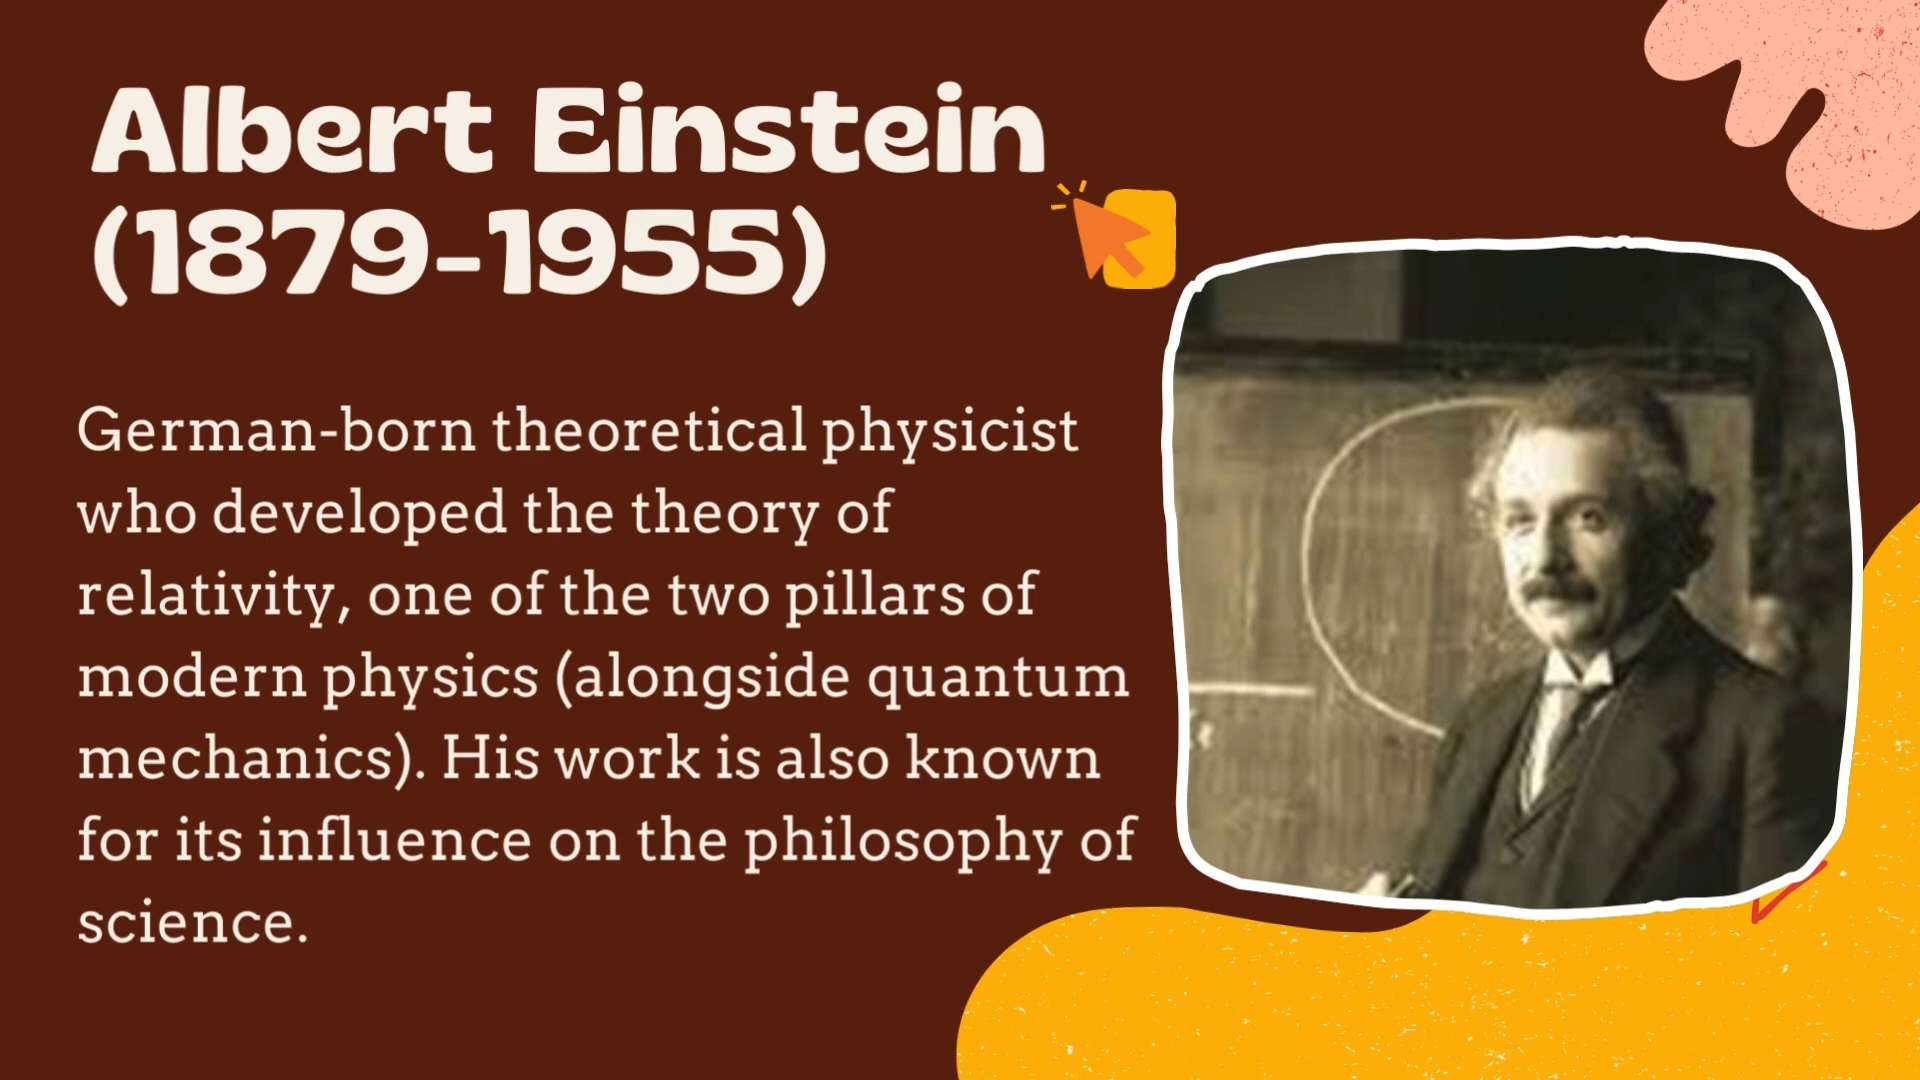 Albert Einstein
(1879-1955)
German-born theoretical physicist
who developed the theory of
relativity, one of the two pillars of
modern physics (alongside quantum
mechanics). His work is also known
for its influence on the philosophy of
science.